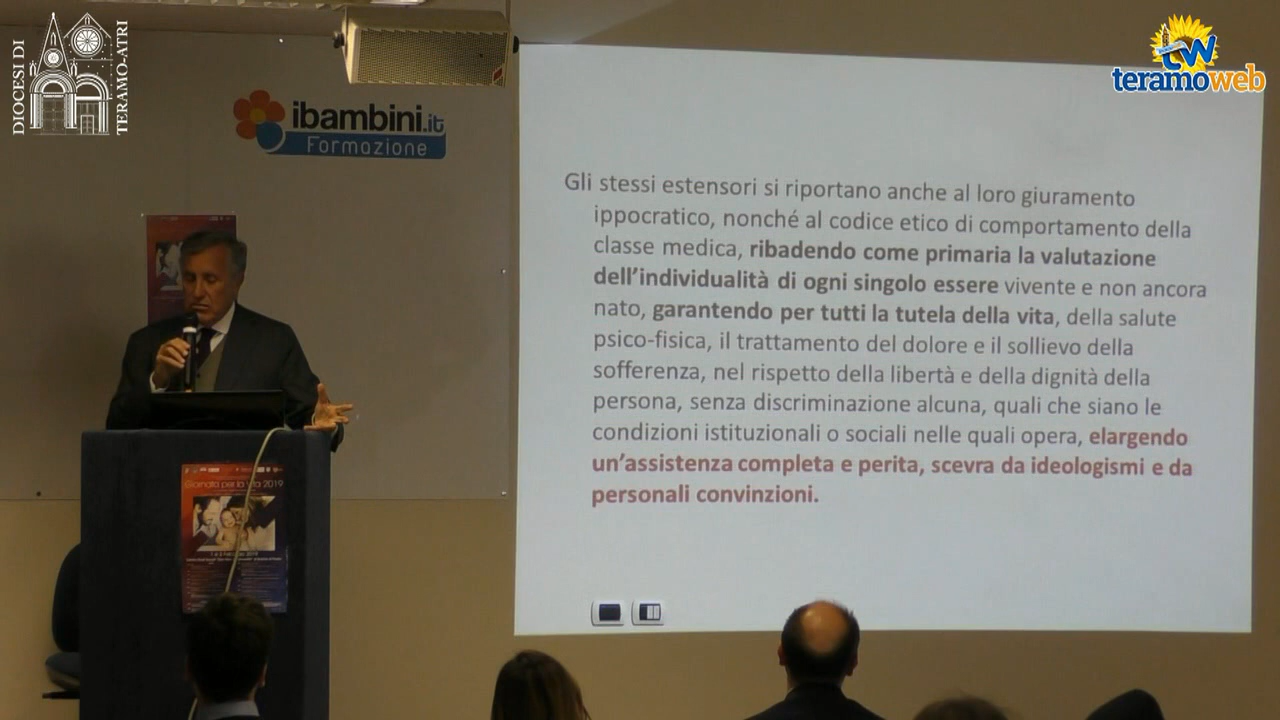 DIOCESI DI
TERAMO-ATRI
ibambini.it
Formazione
tw
teramoweb
Gli stessi estensori si riportano anche al loro giuramento
ippocratico, nonché al codice etico di comportamento della
classe medica, ribadendo come primaria la valutazione
dell'individualità di ogni singolo essere vivente e non ancora
nato, garantendo per tutti la tutela della vita, della salute
psico-fisica, il trattamento del dolore e il sollievo della
sofferenza, nel rispetto della libertà e della dignità della
persona, senza discriminazione alcuna, quali che siano le
condizioni istituzionali o sociali nelle quali opera, elargendo
un'assistenza completa e perita, scevra da ideologismi e da
personali convinzioni.
Giornata per la vita 2019